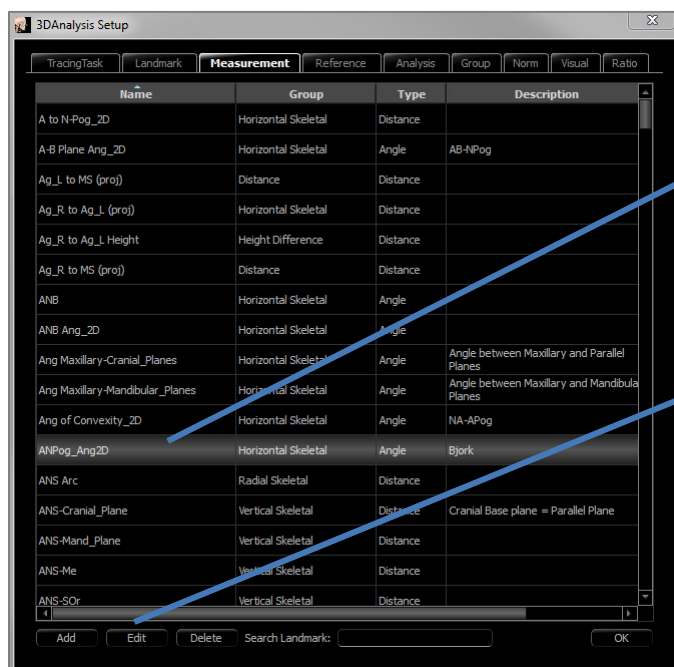 3DAnalysis Setup
TracingTask Landmark Measurement Reference Analysis Group Norm Visual Ratio
Name Group Type Description
A to N-Pog_2D Horizontal Skeletal Distance
A-B Plane Ang_2D Horizontal Skeletal Angle AB-NPog
Ag_L to MS (proj) Distance Distance
Ag_R to Ag_L (proj) Horizontal Skeletal Distance
Ag_R to Ag_L Height Height Difference Distance
Ag_R to MS (proj) Distance Distance
ANB Horizontal Skeletal Angle
ANB Ang_2D Horizontal Skeletal Angle
Ang Maxillary-Cranial_Planes Horizontal Skeletal Angle Angle between Maxillary and Parallel
Planes
Ang Maxillary-Mandibular_Planes Horizontal Skeletal Angle Angle between Maxillary and Mandibula
Planes
Ang of Convexity_2D Horizontal Skeletal Angle NA-APog
ANPog_Ang2D Horizontal Skeletal Angle Bjork
ANS Arc Radial Skeletal Distance
ANS-Cranial_Plane Vertical Skeletal Distance Cranial Base plane = Parallel Plane
ANS-Mand_Plane Vertical Skeletal Distance
ANS-Me Vertical Skeletal Distance
ANS-SOr Vertical Skeletal Distance
Add Edit Delete Search Landmark: OK